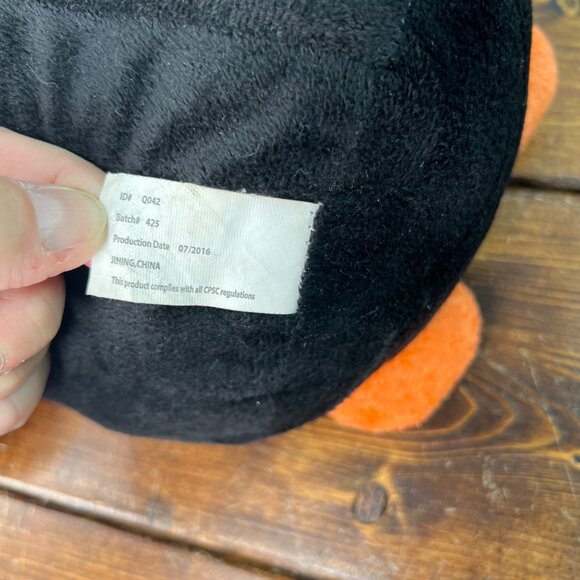 ID# Q042
Batch# 425
Production Date 07/2016
JINING,CHINA
This product complies with all CPSC regulations